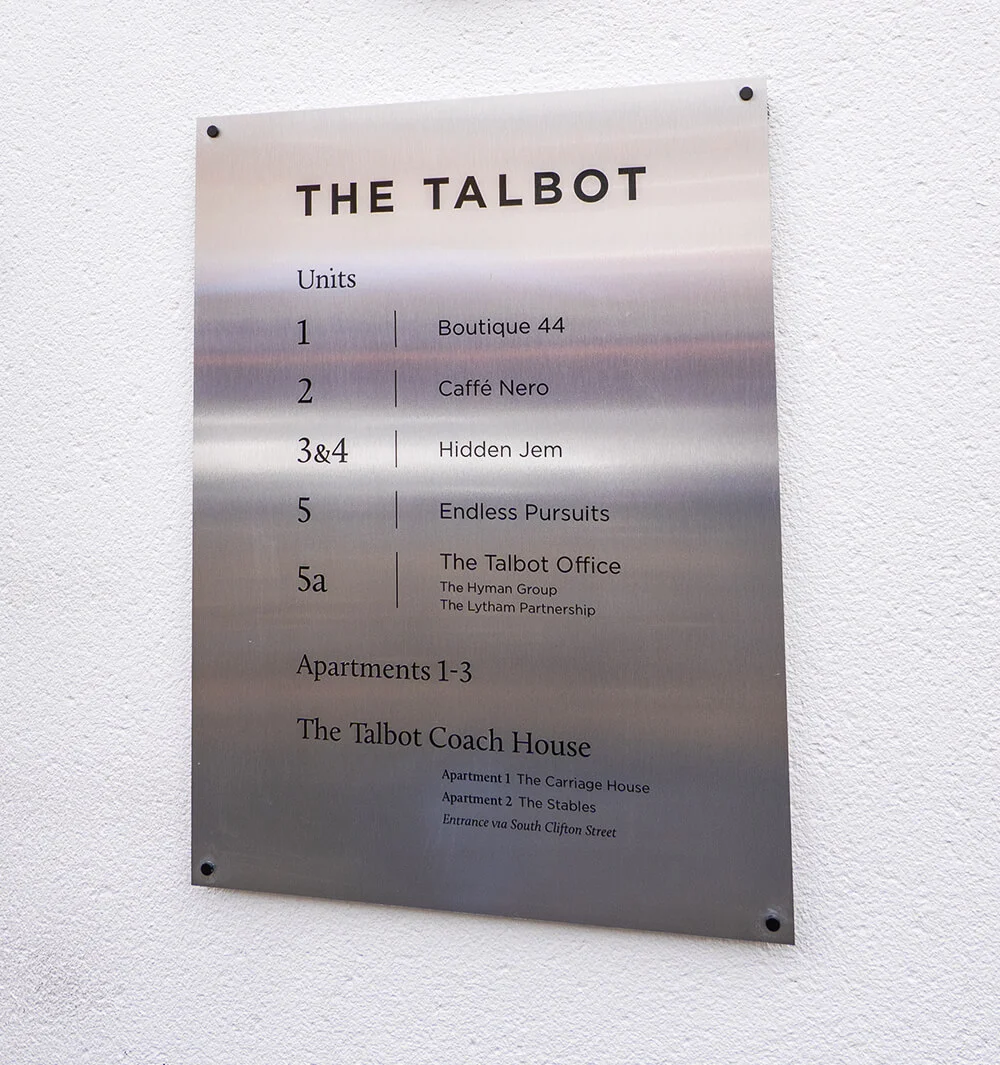 THE TALBOT
Units
1 Boutique 44
2 Caffé Nero
3&4 Hidden Jem
5 Endless Pursuits
5a The Talbot Office
The Hyman Group
The Lytham Partnership
Apartments 1-3
The Talbot Coach House
Apartment 1 The Carriage House
Apartment 2 The Stables
Entrance via South Clifton Street